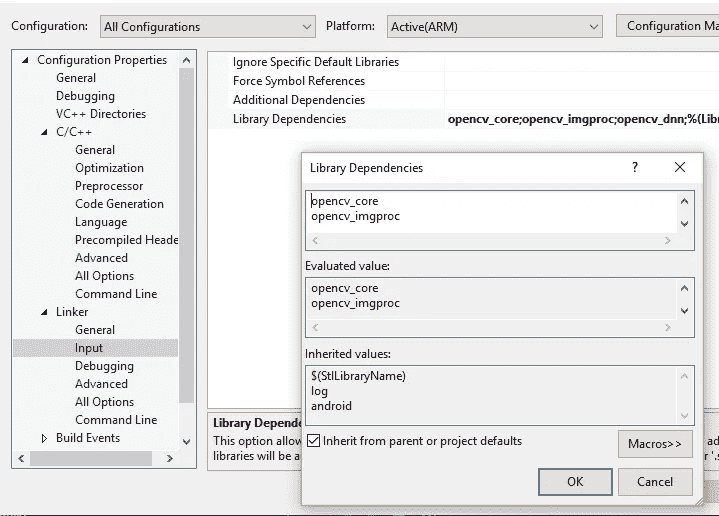 Configuration: All Configurations Platform: Active(ARM) Configuration Ma
Configuration Properties
General
Debugging
VC++ Directories
C/C++
General
Optimization
Preprocessor
Code Generation
Language
Precompiled Heade
Advanced
All Options
Command Line
Linker
General
Input
Debugging
Advanced
All Options
Command Line
Build Events
Ignore Specific Default Libraries
Force Symbol References
Additional Dependencies
Library Dependencies opencv_core;opencv_imgproc;opencv_dnn;%(Libr
Library Dependencies ? X
opencv_core
opencv_imgproc
Evaluated value:
opencv_core
opencv_imgproc
Inherited values:
$(StlLibraryName)
log
android
Inherit from parent or project defaults
Macros>>
OK Cancel
Library Depende
This option allow
libraries will be a
ad
r '.s